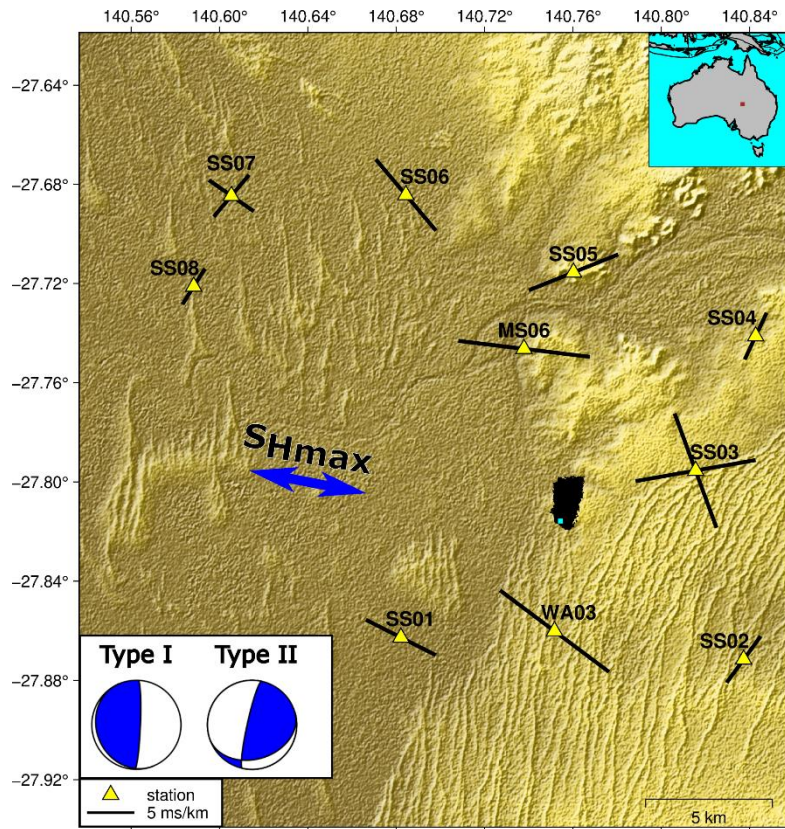 140.56° 140.60° 140.64° 140.68° 140.72° 140.76° 140.80° 140.84°
−27.64°
−27.68°
−27.72°
−27.76°
−27.80°
−27.84°
−27.88°
−27.92°
SS07
SS06
SS08
SS05
SS04
MS06
SS03
SHmax
SS01
WA03
SS02
Type I Type II
station
5 ms/km
5 km